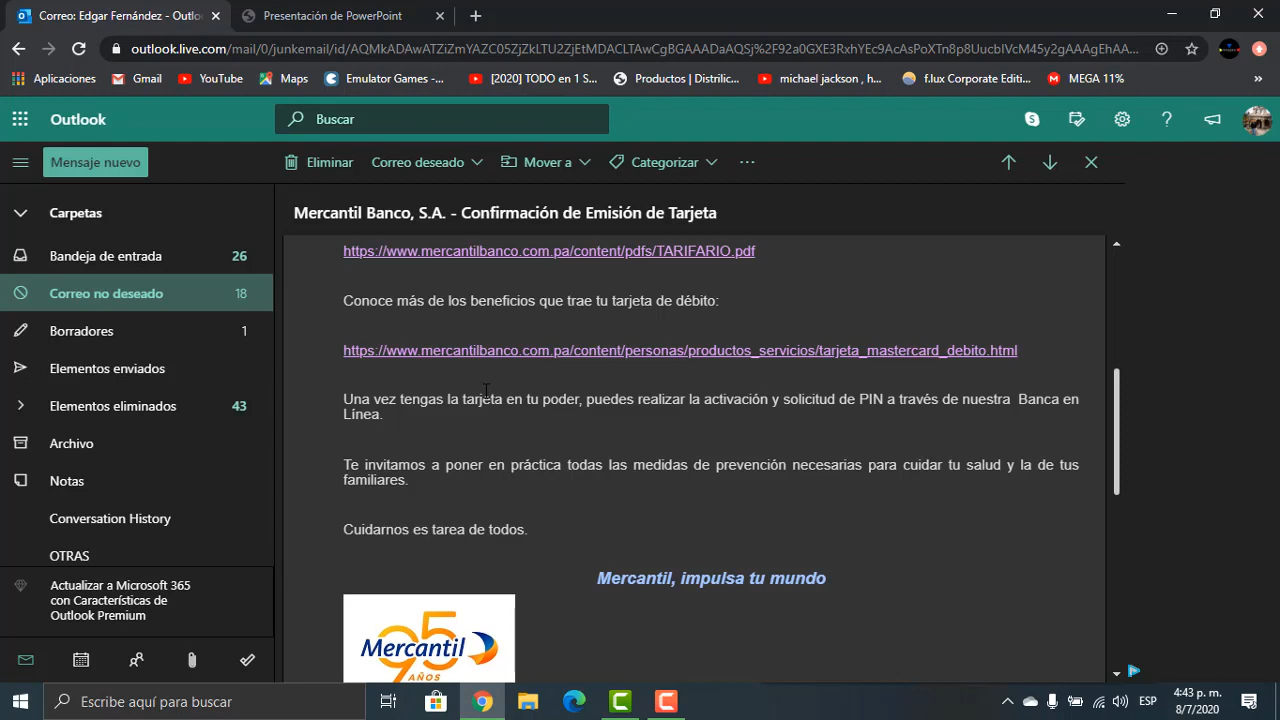 Correo: Edgar Fernández - Outloo
Presentación de PowerPoint
outlook.live.com/mail/0/junkemail/id/AQMkADAwATZiZmYAZC05ZjZkLTU2ZjEtMDACLTAwCgBGAAADaAQSj%2F92a0GXE3RxhYEc9AcAsPoXTn8p8UucbIVcM45y2gAAAgEhAA...
Aplicaciones
Gmail
YouTube
Maps
Emulator Games -...
[2020] TODO en 1 S...
Productos | Distrilic...
michael jackson , h...
f.lux Corporate Editi...
MEGA 11%
»
Outlook
Buscar
Mensaje nuevo
Eliminar
Correo deseado
Mover a
Categorizar
Carpetas
Bandeja de entrada 26
Correo no deseado 18
Borradores 1
Elementos enviados
Elementos eliminados 43
Archivo
Notas
Conversation History
OTRAS
Actualizar a Microsoft 365
con Características de
Outlook Premium
Mercantil Banco, S.A. - Confirmación de Emisión de Tarjeta
https://www.mercantilbanco.com.pa/content/pdfs/TARIFARIO.pdf
Conoce más de los beneficios que trae tu tarjeta de débito:
https://www.mercantilbanco.com.pa/content/personas/productos_servicios/tarjeta_mastercard_debito.html
Una vez tengas la tarjeta en tu poder, puedes realizar la activación y solicitud de PIN a través de nuestra Banca en
Línea.
Te invitamos a poner en práctica todas las medidas de prevención necesarias para cuidar tu salud y la de tus
familiares.
Cuidarnos es tarea de todos.
Mercantil, impulsa tu mundo
95
Mercantil
AÑOS
Escribe aquí para buscar
ESP
4:43 p. m.
8/7/2020